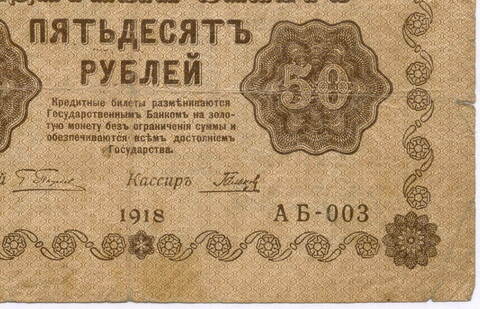 ПЯТЬДЕСЯТЪ
РУБЛЕЙ
50
Кредитные билеты размѣниваются
Государственнымъ Банкомъ на золо-
тую монету безъ ограниченія суммы и
обезпечиваются всѣмъ достояніемъ
Государства.
Кассиръ
1918
АБ-003